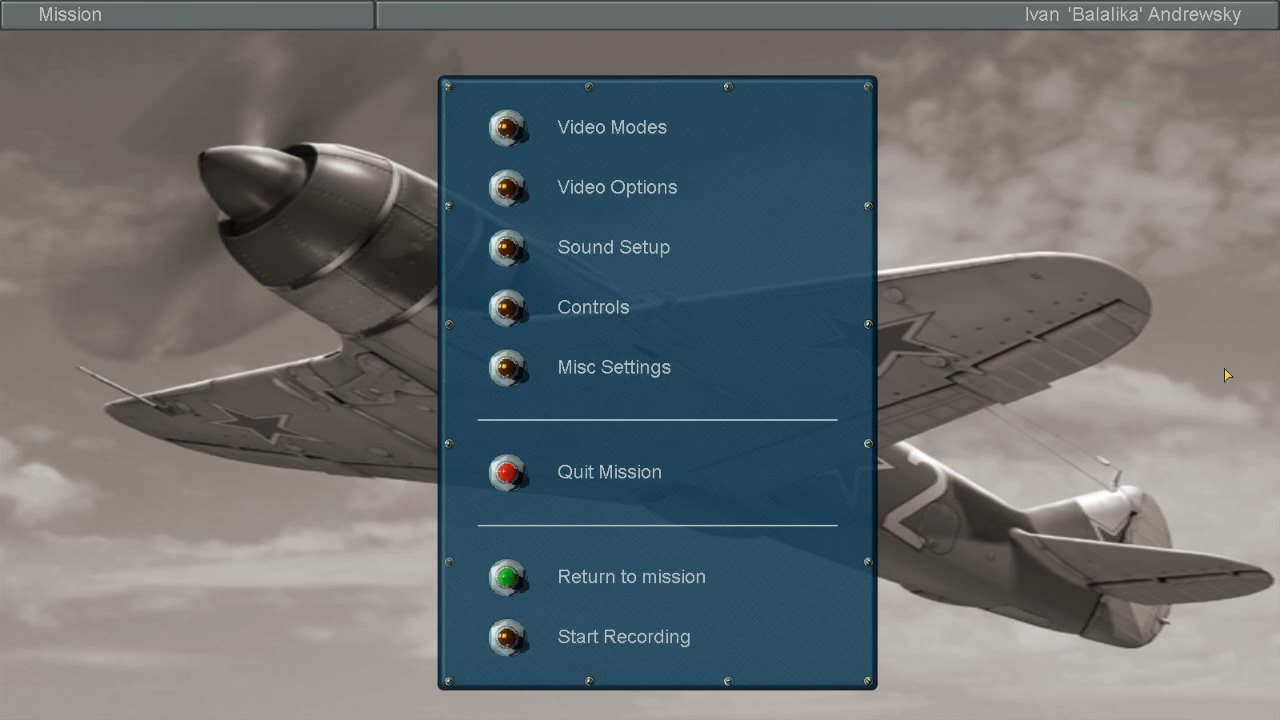 Mission
Ivan 'Balalika' Andrewsky
Video Modes
Video Options
Sound Setup
Controls
Misc Settings
Quit Mission
Return to mission
Start Recording
2